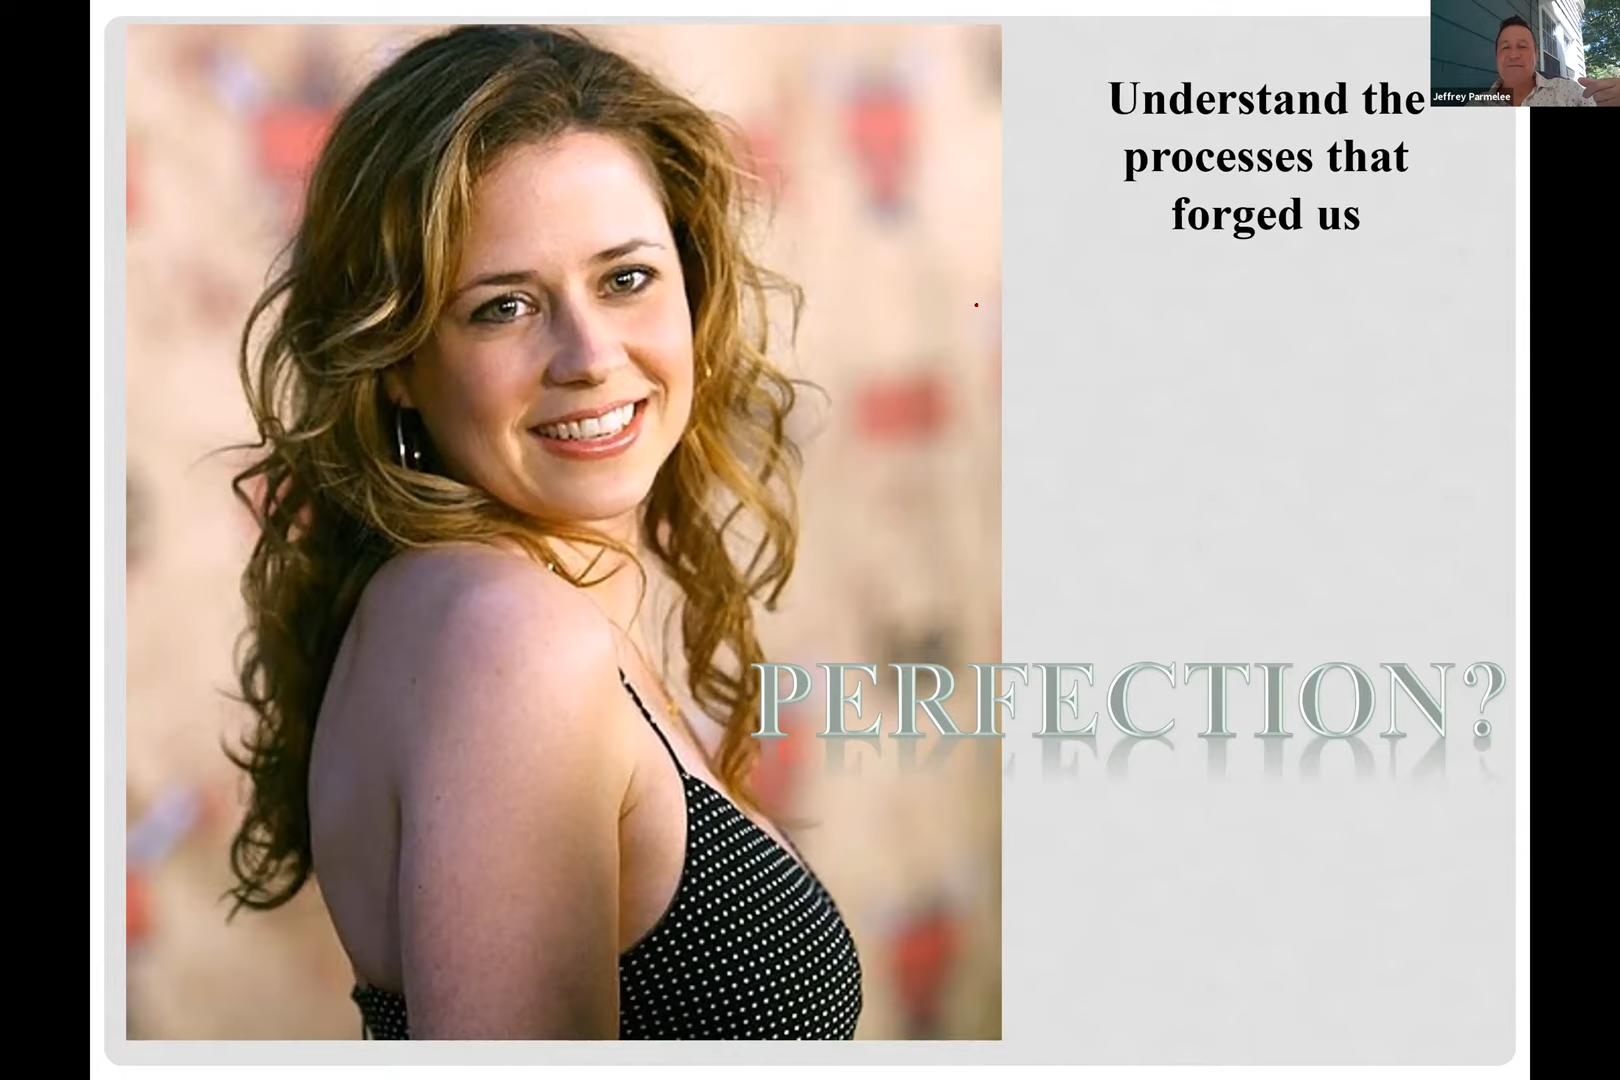 Understand the
processes that
forged us
Jeffrey Parmelee
PERFECTION?